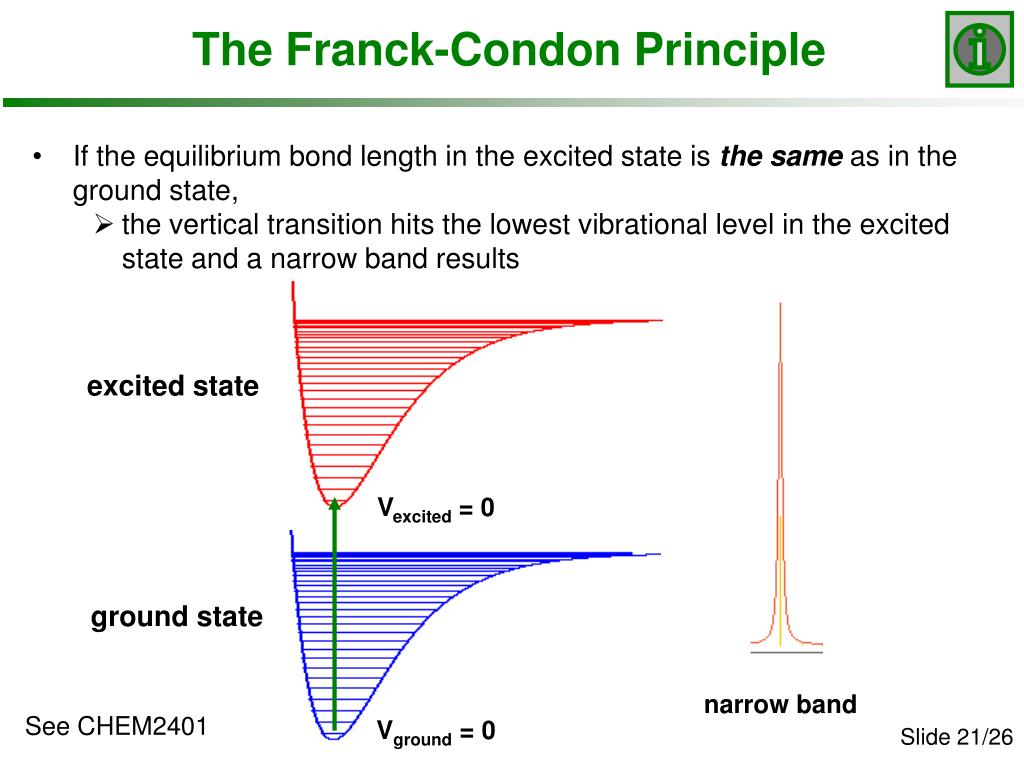 The Franck-Condon Principle
• If the equilibrium bond length in the excited state is the same as in the
ground state,
➢ the vertical transition hits the lowest vibrational level in the excited
state and a narrow band results
excited state
Vexcited = 0
ground state
Vground = 0
narrow band
See CHEM2401
Slide 21/26